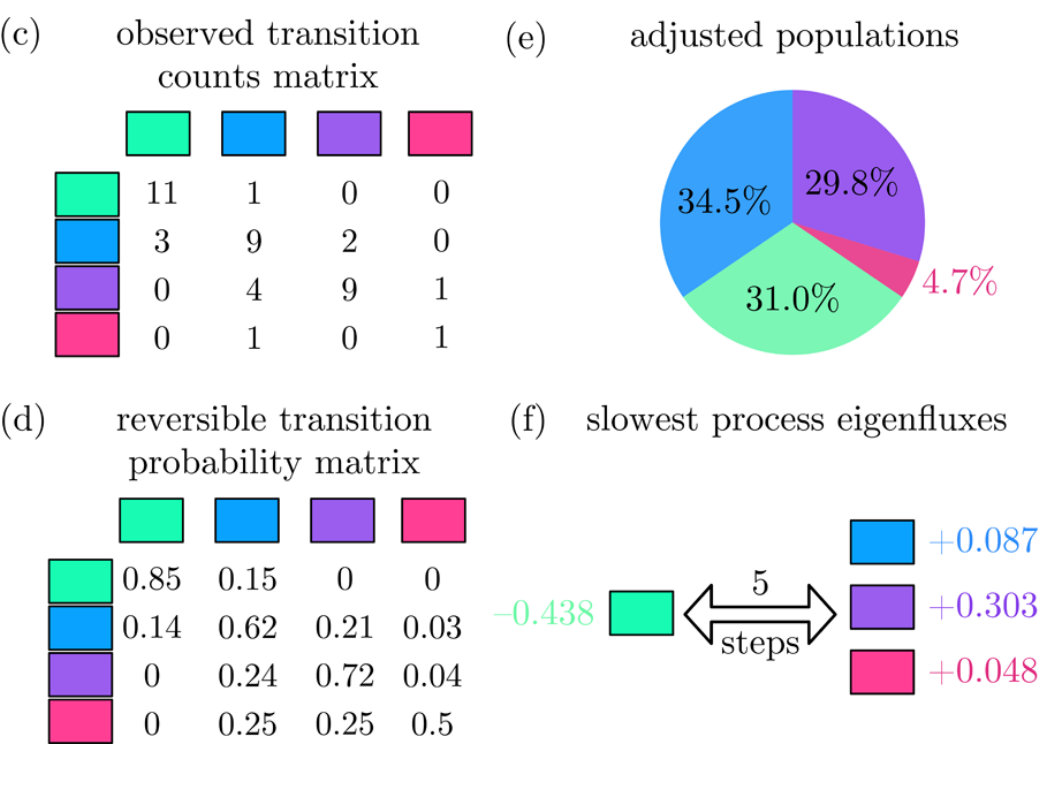 (c) observed transition
counts matrix
11 1 0 0
3 9 2 0
0 4 9 1
0 1 0 1
(d) reversible transition
probability matrix
0.85 0.15 0 0
0.14 0.62 0.21 0.03
0 0.24 0.72 0.04
0 0.25 0.25 0.5
(e) adjusted populations
34.5% 29.8%
4.7%
31.0%
(f) slowest process eigenfluxes
+0.087
5
−0.438 +0.303
steps
+0.048